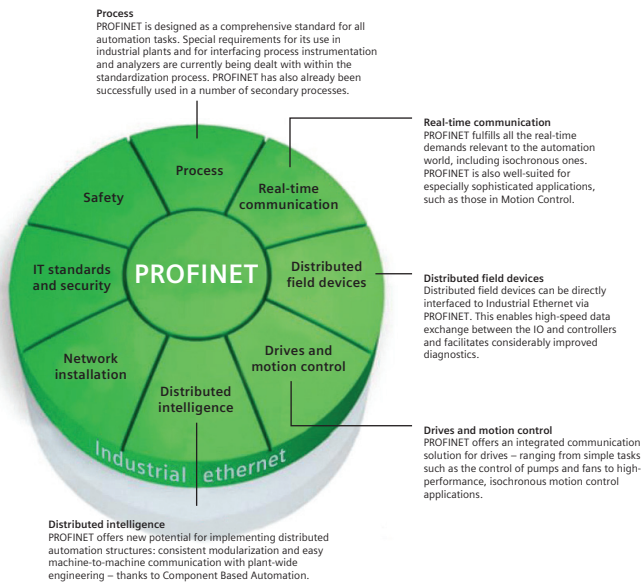 Process
PROFINET is designed as a comprehensive standard for all
automation tasks. Special requirements for its use in
industrial plants and for interfacing process instrumentation
and analyzers are currently being dealt with within the
standardization process. PROFINET has also already been
successfully used in a number of secondary processes.
Real-time communication
PROFINET fulfills all the real-time
demands relevant to the automation
world, including isochronous ones.
PROFINET is also well-suited for
especially sophisticated applications,
such as those in Motion Control.
Process
Real-time
communication
Safety
IT standards
and security
PROFINET
Distributed
field devices
Distributed field devices
Distributed field devices can be directly
interfaced to Industrial Ethernet via
PROFINET. This enables high-speed data
exchange between the IO and controllers
and facilitates considerably improved
diagnostics.
Network
installation
Distributed
intelligence
Drives and
motion control
Industrial ethernet
Drives and motion control
PROFINET offers an integrated communication
solution for drives – ranging from simple tasks
such as the control of pumps and fans to high-
performance, isochronous motion control
applications.
Distributed intelligence
PROFINET offers new potential for implementing distributed
automation structures: consistent modularization and easy
machine-to-machine communication with plant-wide
engineering – thanks to Component Based Automation.